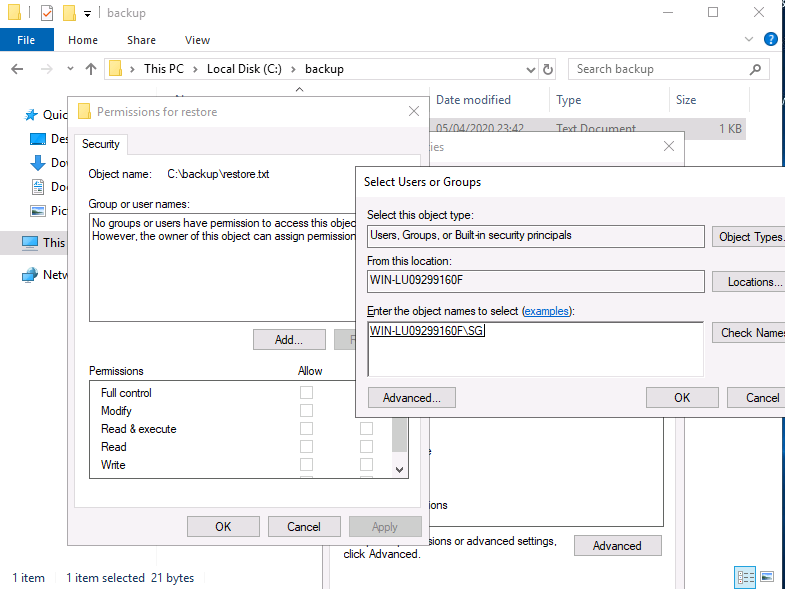 backup
File Home Share View
This PC > Local Disk (C:) > backup
Search backup
Date modified Type Size
05/04/2020 23:42 Text Document 1 KB
Quic
Des
Dov
Doc
Pict
This
Netw
Permissions for restore
Security
Object name: C:\backup\restore.txt
Group or user names:
No groups or users have permission to access this objec
However, the owner of this object can assign permission
Add...
Permissions Allow
Full control
Modify
Read & execute
Read
Write
OK Cancel Apply
ties
Select Users or Groups
Select this object type:
Users, Groups, or Built-in security principals
Object Types.
From this location:
WIN-LU09299160F
Locations...
Enter the object names to select (examples):
WIN-LU09299160F\SG
Check Names
Advanced... OK Cancel
ions
sions or advanced settings,
click Advanced.
Advanced
1 item 1 item selected 21 bytes